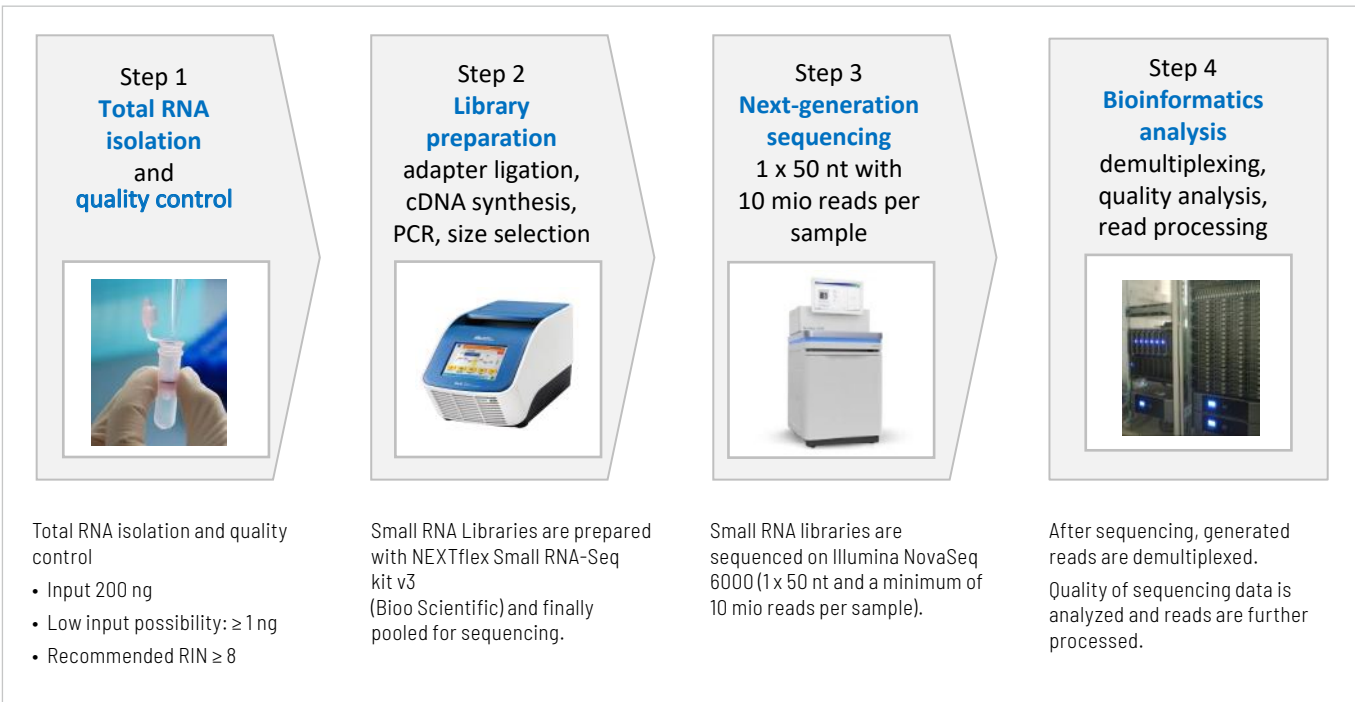 Step 1
Total RNA
isolation
and
quality control
Step 2
Library
preparation
adapter ligation,
cDNA synthesis,
PCR, size selection
Step 3
Next-generation
sequencing
1 x 50 nt with
10 mio reads per
sample
Step 4
Bioinformatics
analysis
demultiplexing,
quality analysis,
read processing
Total RNA isolation and quality
control
• Input 200 ng
• Low input possibility: ≥ 1 ng
• Recommended RIN ≥ 8
Small RNA Libraries are prepared
with NEXTflex Small RNA-Seq
kit v3
(Bioo Scientific) and finally
pooled for sequencing.
Small RNA libraries are
sequenced on Illumina NovaSeq
6000 (1 x 50 nt and a minimum of
10 mio reads per sample).
After sequencing, generated
reads are demultiplexed.
Quality of sequencing data is
analyzed and reads are further
processed.